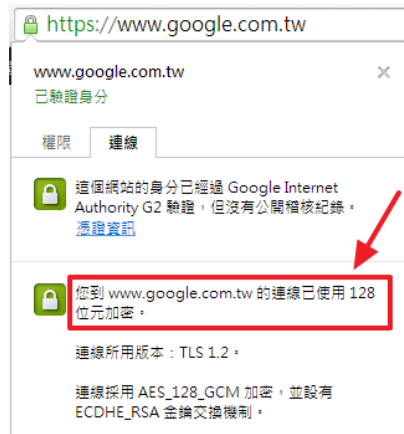 https://www.google.com.tw
www.google.com.tw
已驗證身分
權限 連線
這個網站的身分已經過 Google Internet
Authority G2 驗證，但沒有公開稽核紀錄。
憑證資訊
您到 www.google.com.tw 的連線已使用 128
位元加密。
連線所用版本：TLS 1.2。
連線採用 AES_128_GCM 加密，並設有
ECDHE_RSA 金鑰交換機制。